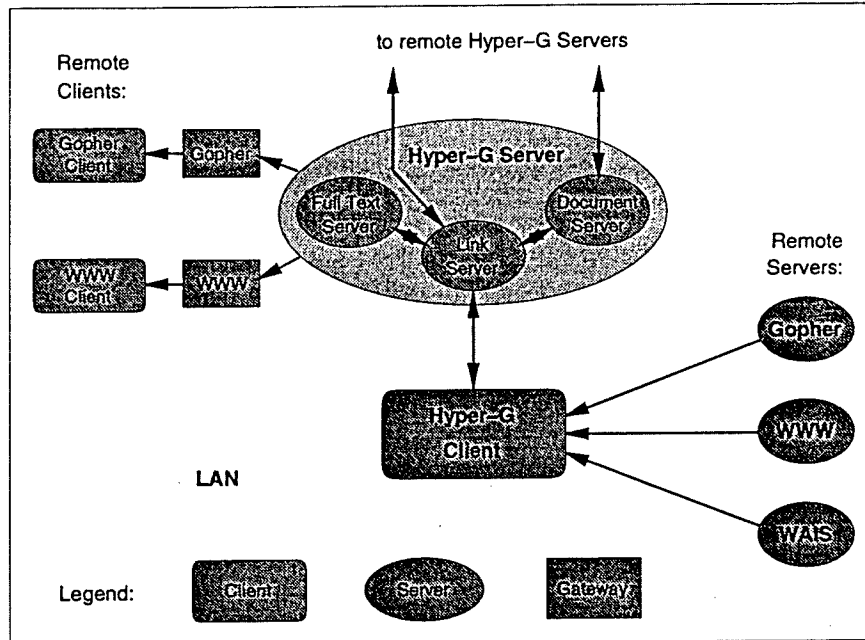 to remote Hyper–G Servers
Remote
Clients:
Gopher
Client
Gopher
Hyper–G Server
Full Text
Server
Link
Server
Document
Server
WWW
Client
WWW
Remote
Servers:
Gopher
WWW
WAIS
Hyper–G
Client
LAN
Legend:
Client
Server
Gateway